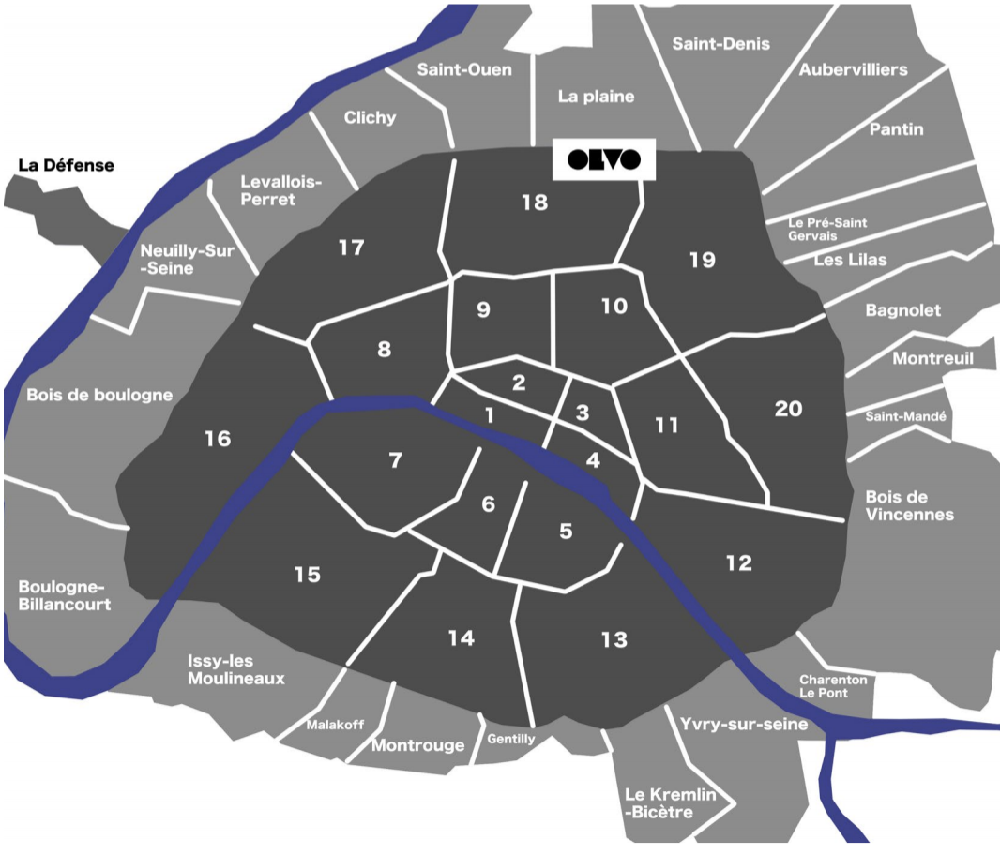 Saint-Denis
Saint-Ouen
Aubervilliers
La plaine
Clichy
Pantin
OLVO
La Défense
Levallois-
Perret
18
Le Pré-Saint
Gervais
17
Neuilly-Sur
-Seine
19
Les Lilas
9
10
Bagnolet
8
Montreuil
2
Bois de boulogne
20
1
3
Saint-Mandé
11
16
7
4
6
Bois de
Vincennes
5
12
15
Boulogne-
Billancourt
14
13
Issy-les
Moulineaux
Charenton
Le Pont
Malakoff
Yvry-sur-seine
Montrouge
Gentilly
Le Kremlin
-Bicètre